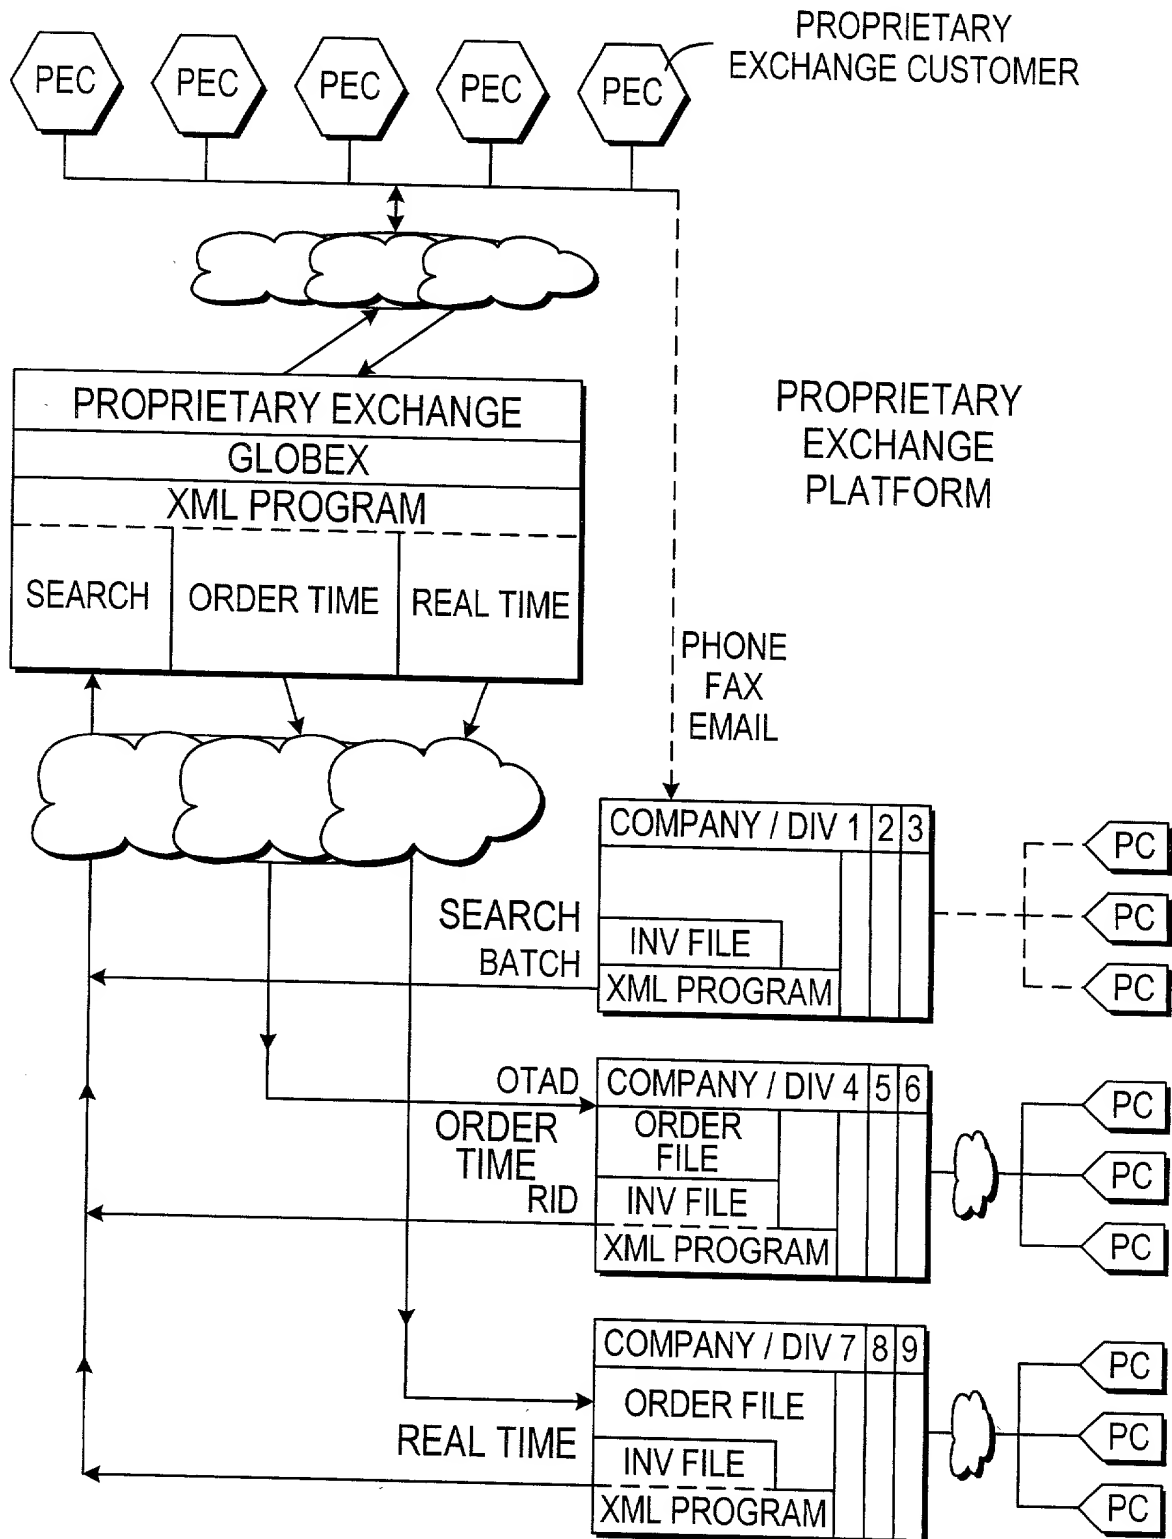 PROPRIETARY
EXCHANGE CUSTOMER
PEC
PEC
PEC
PEC
PEC
PROPRIETARY EXCHANGE
GLOBEX
XML PROGRAM
SEARCH
ORDER TIME
REAL TIME
PROPRIETARY
EXCHANGE
PLATFORM
PHONE
FAX
EMAIL
COMPANY / DIV 1 2 3
INV FILE
XML PROGRAM
SEARCH
BATCH
PC
PC
PC
OTAD
ORDER
TIME
RID
COMPANY / DIV 4 5 6
ORDER
FILE
INV FILE
XML PROGRAM
PC
PC
PC
REAL TIME
COMPANY / DIV 7 8 9
ORDER FILE
INV FILE
XML PROGRAM
PC
PC
PC